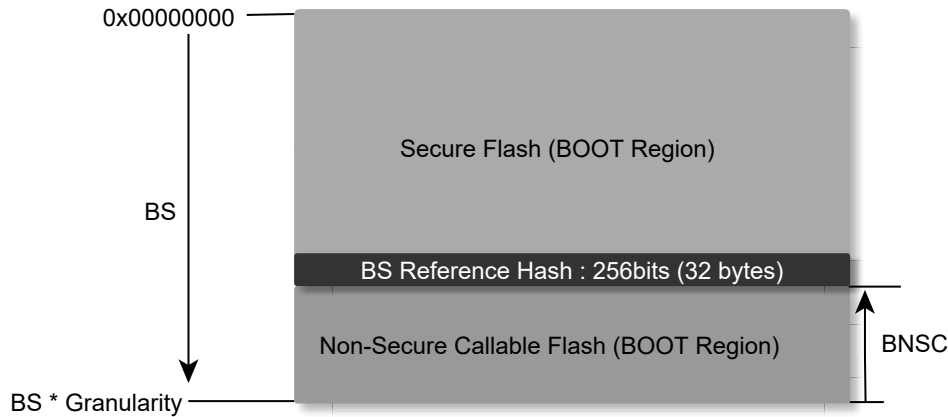 0x00000000
Secure Flash (BOOT Region)
BS
BS Reference Hash : 256bits (32 bytes)
Non-Secure Callable Flash (BOOT Region)
BNSC
BS * Granularity